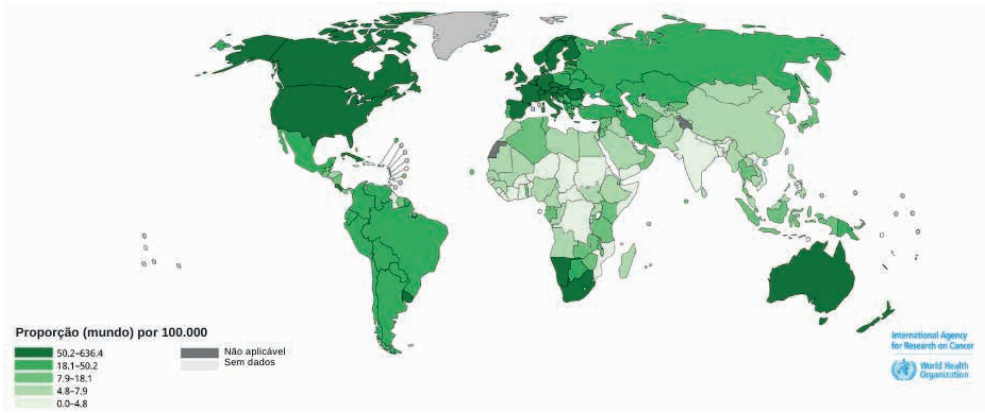 Proporção (mundo) por 100.000
50.2–636.4
18.1–50.2
7.9–18.1
4.8–7.9
0.0–4.8
Não aplicável
Sem dados
International Agency
for Research on Cancer
World Health
Organization